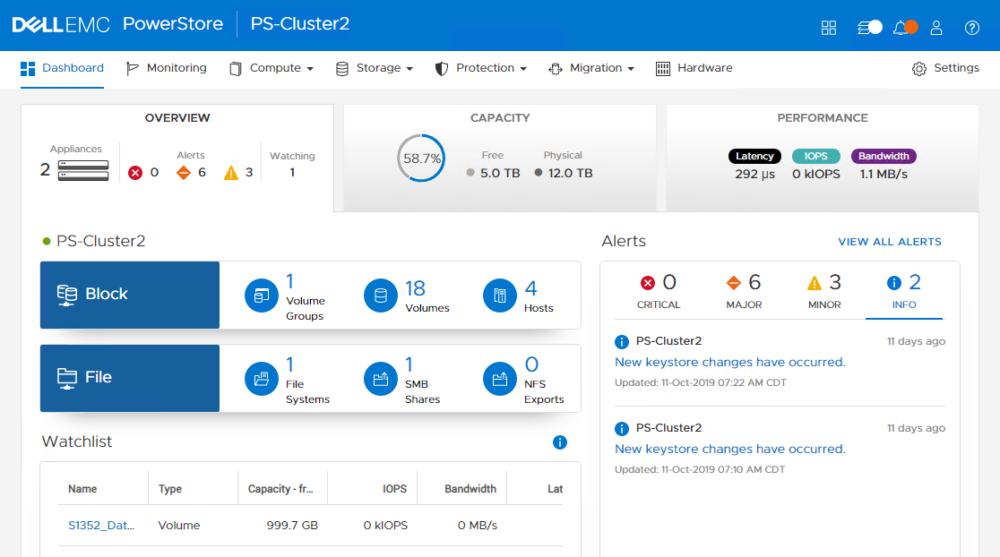 DELLEMC PowerStore PS-Cluster2
Dashboard Monitoring Compute Storage Protection Migration Hardware Settings
OVERVIEW
Appliances
2
Alerts
0 6 3
Watching
1
CAPACITY
58.7%
Free
5.0 TB
Physical
12.0 TB
PERFORMANCE
Latency IOPS Bandwidth
292 µs 0 kIOPS 1.1 MB/s
PS-Cluster2
Block
1
Volume
Groups
18
Volumes
4
Hosts
File
1
File
Systems
1
SMB
Shares
0
NFS
Exports
Watchlist
Name Type Capacity - fr... IOPS Bandwidth Lat
S1352_Dat... Volume 999.7 GB 0 kIOPS 0 MB/s
Alerts
VIEW ALL ALERTS
0 6 3 2
CRITICAL MAJOR MINOR INFO
PS-Cluster2 11 days ago
New keystore changes have occurred.
Updated: 11-Oct-2019 07:22 AM CDT
PS-Cluster2 11 days ago
New keystore changes have occurred.
Updated: 11-Oct-2019 07:10 AM CDT